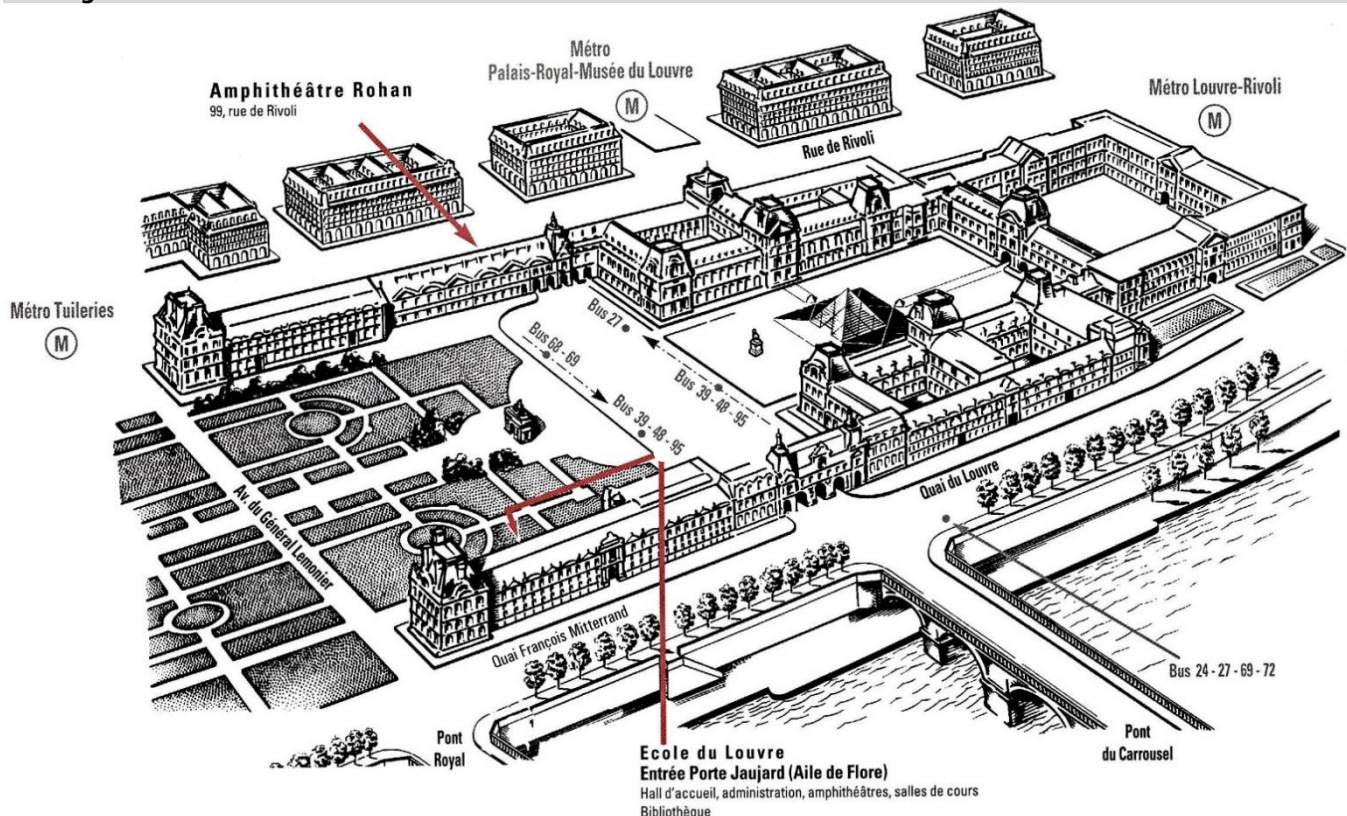 Métro
Palais-Royal-Musée du Louvre
M
Amphithéâtre Rohan
99, rue de Rivoli
Métro Louvre-Rivoli
M
Rue de Rivoli
Métro Tuileries
M
Bus 27
Bus 68 - 69
Bus 39 - 48 - 95
Bus 39 - 48 - 95
Quai du Louvre
Av. du Général Lemonier
Quai François Mitterrand
Bus 24 - 27 - 69 - 72
Pont
Royal
Pont
du Carrousel
Ecole du Louvre
Entrée Porte Jaujard (Aile de Flore)
Hall d'accueil, administration, amphithéâtres, salles de cours
Bibliothèque